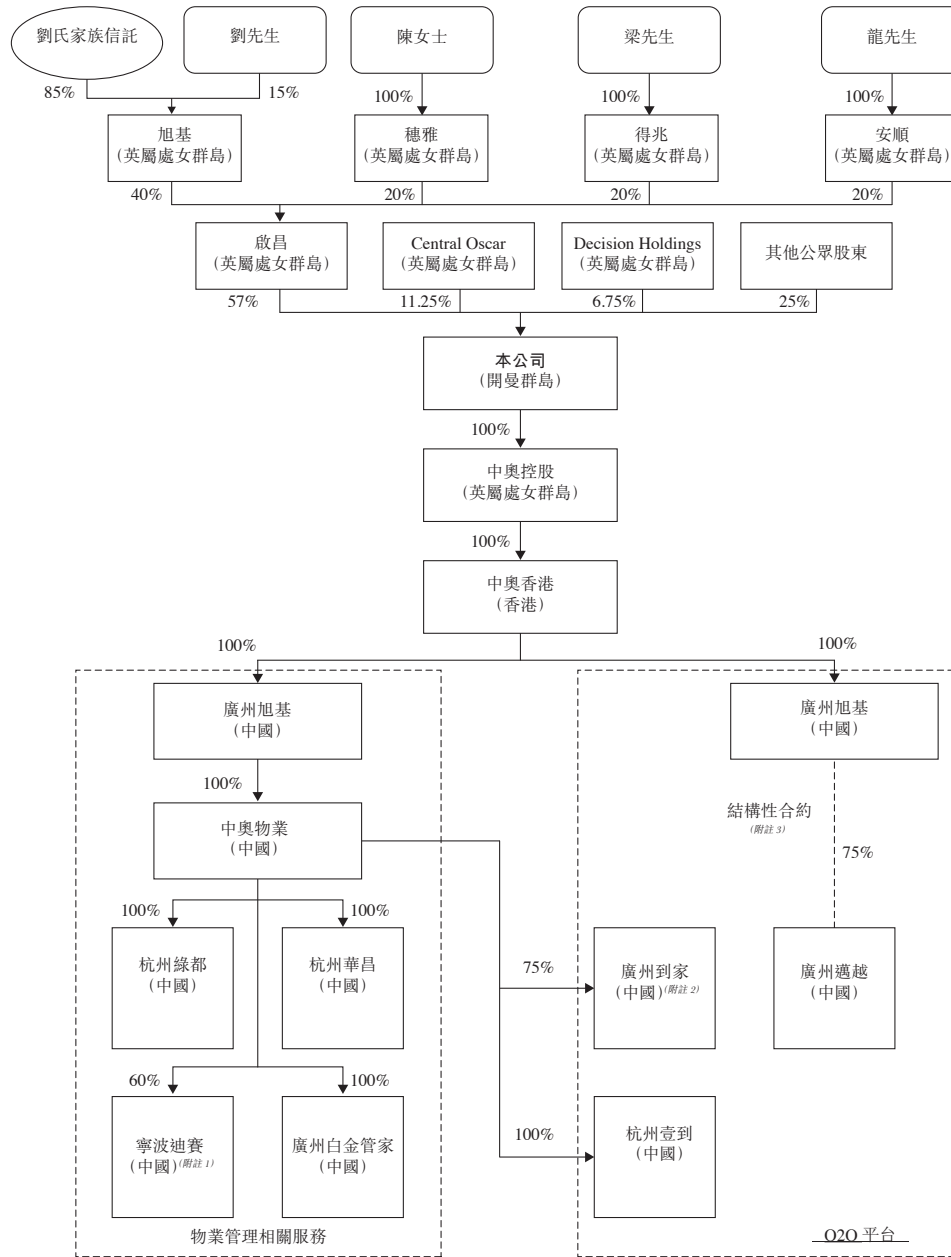 劉氏家族信託
劉先生
陳女士
梁先生
龍先生
85%
15%
100%
100%
100%
旭基
(英屬處女群島)
穗雅
(英屬處女群島)
得兆
(英屬處女群島)
安順
(英屬處女群島)
40%
20%
20%
20%
啟昌
(英屬處女群島)
Central Oscar
(英屬處女群島)
Decision Holdings
(英屬處女群島)
其他公眾股東
57%
11.25%
6.75%
25%
本公司
(開曼群島)
100%
中奧控股
(英屬處女群島)
100%
中奧香港
(香港)
100%
100%
廣州旭基
(中國)
廣州旭基
(中國)
100%
中奧物業
(中國)
結構性合約
(附註 3)
75%
100%
100%
杭州綠都
(中國)
杭州華昌
(中國)
75%
廣州到家
(中國)(附註 2)
廣州邁越
(中國)
60%
100%
寧波迪賽
(中國)(附註 1)
廣州白金管家
(中國)
100%
杭州壹到
(中國)
物業管理相關服務
O2O 平台